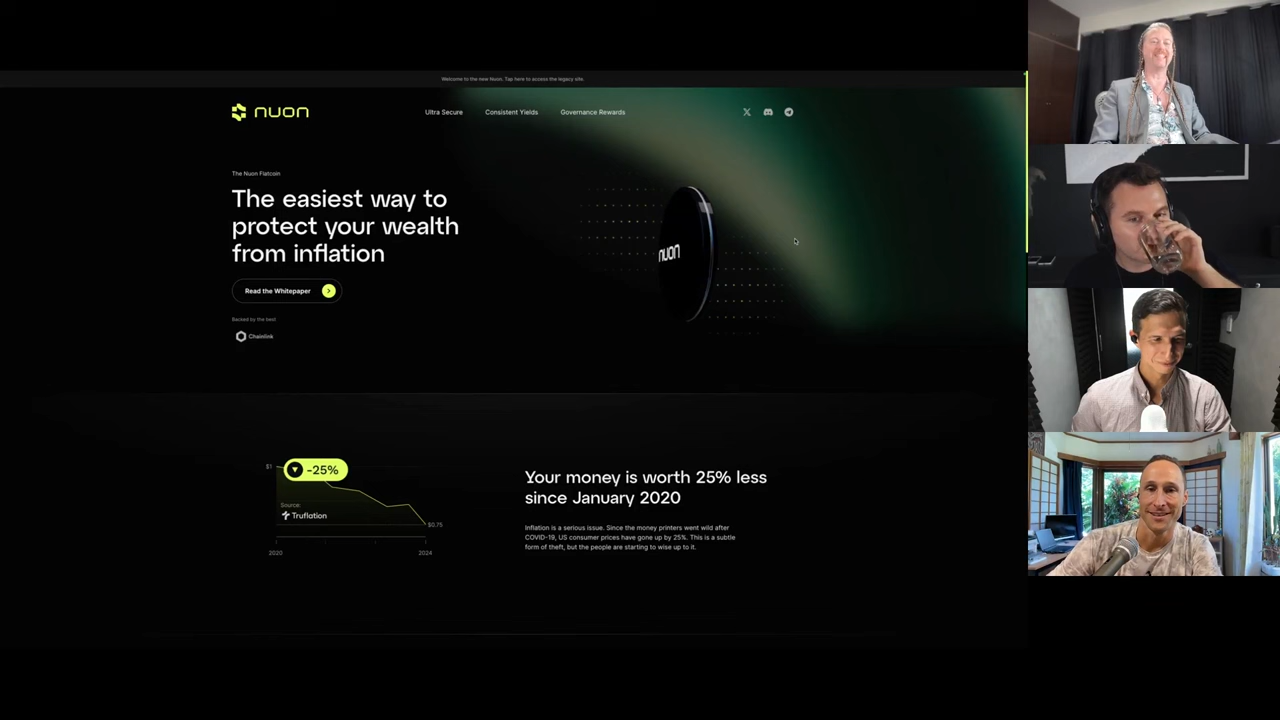 Welcome to the new Nuon. Tap here to access the legacy site.
nuon
Ultra Secure
Consistent Yields
Governance Rewards
The Nuon Flatcoin
The easiest way to
protect your wealth
from inflation
Read the Whitepaper
Backed by the best
Chainlink
nuon
$1
-25%
Source:
Truflation
$0.75
2020
2024
Your money is worth 25% less
since January 2020
Inflation is a serious issue. Since the money printers went wild after
COVID-19, US consumer prices have gone up by 25%. This is a subtle
form of theft, but the people are starting to wise up to it.